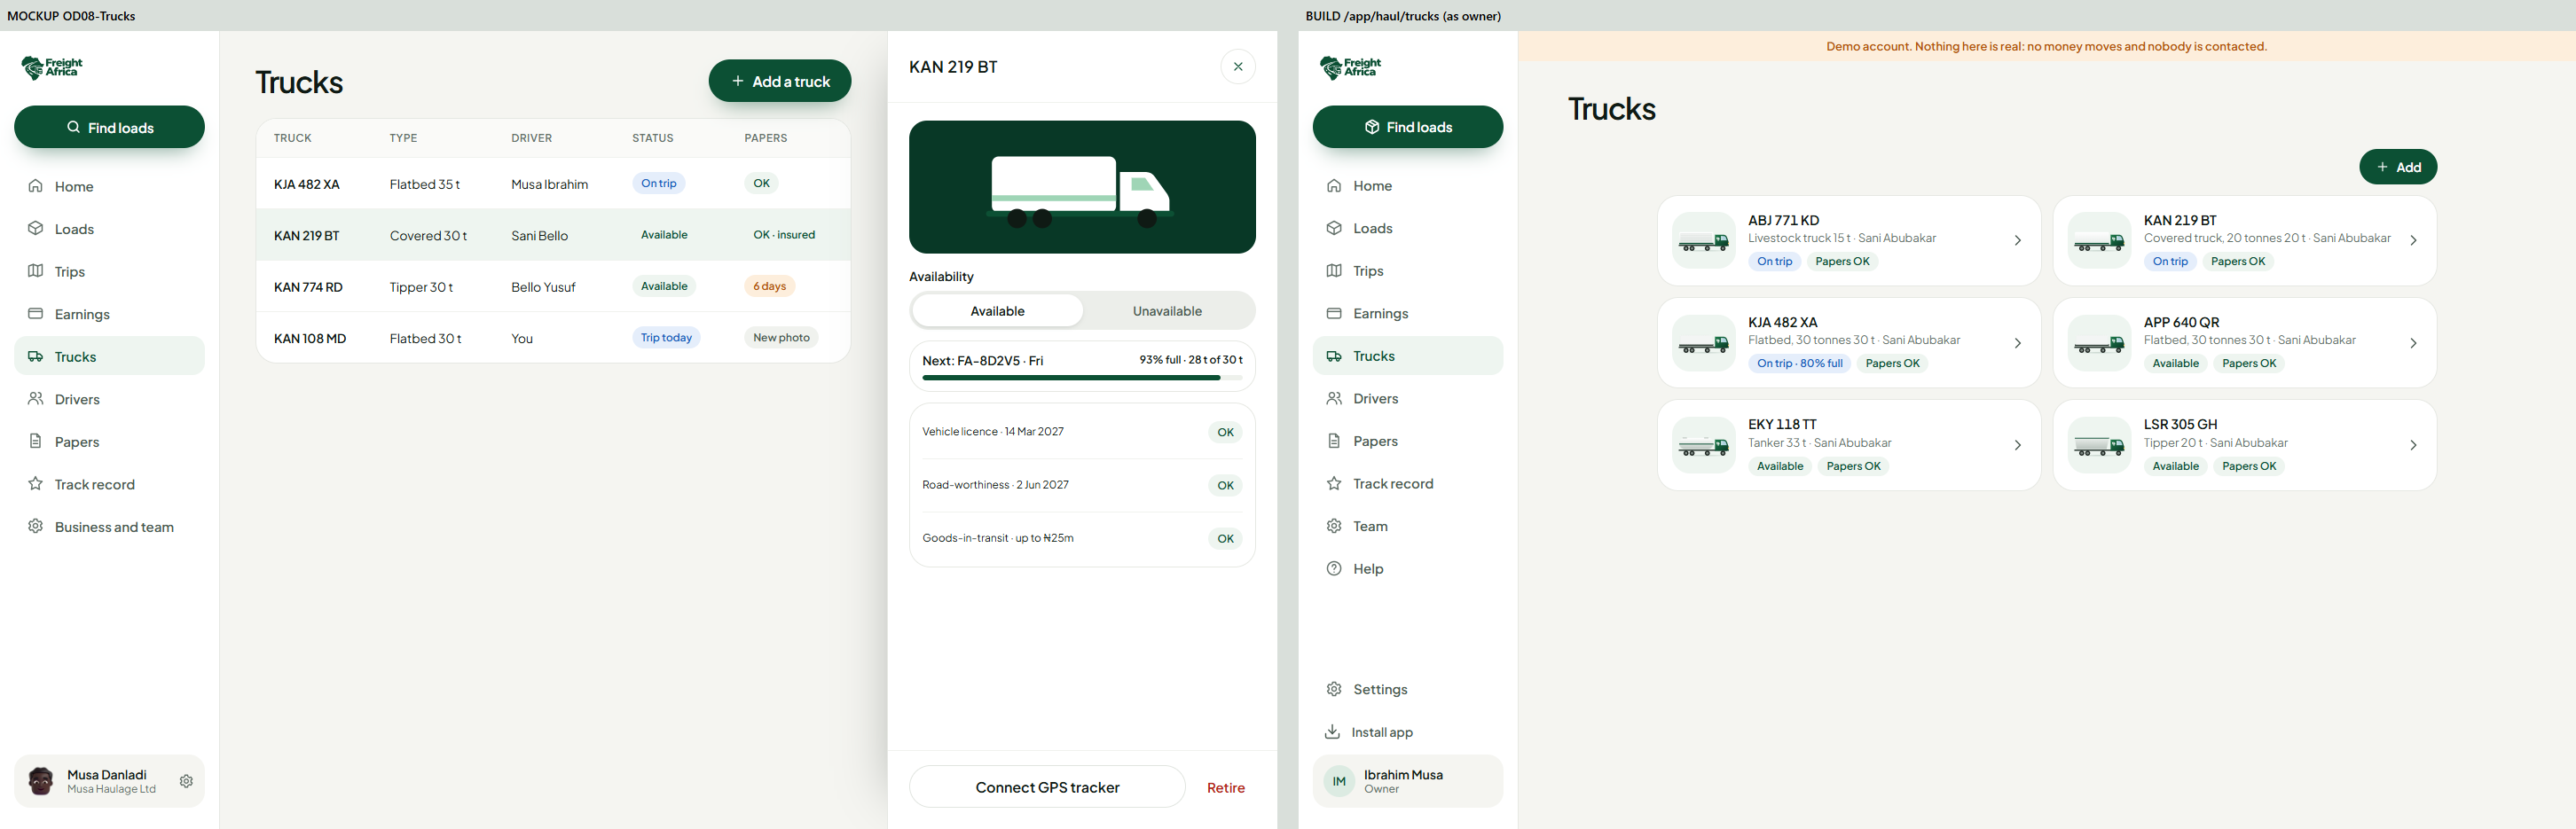 MOCKUP OD08-Trucks
Freight
Africa
Find loads
Home
Loads
Trips
Earnings
Trucks
Drivers
Papers
Track record
Business and team
Musa Danladi
Musa Haulage Ltd
Trucks
+ Add a truck
TRUCK TYPE DRIVER STATUS PAPERS
KJA 482 XA Flatbed 35 t Musa Ibrahim On trip OK
KAN 219 BT Covered 30 t Sani Bello Available OK · insured
KAN 774 RD Tipper 30 t Bello Yusuf Available 6 days
KAN 108 MD Flatbed 30 t You Trip today New photo
KAN 219 BT
Availability
Available Unavailable
Next: FA-8D2V5 · Fri 93% full · 28 t of 30 t
Vehicle licence · 14 Mar 2027 OK
Road-worthiness · 2 Jun 2027 OK
Goods-in-transit · up to ₦25m OK
Connect GPS tracker Retire
BUILD /app/haul/trucks (as owner)
Freight
Africa
Find loads
Home
Loads
Trips
Earnings
Trucks
Drivers
Papers
Track record
Team
Help
Settings
Install app
IM
Ibrahim Musa
Owner
Demo account. Nothing here is real: no money moves and nobody is contacted.
Trucks
+ Add
ABJ 771 KD
Livestock truck 15 t · Sani Abubakar
On trip Papers OK
KAN 219 BT
Covered truck, 20 tonnes 20 t · Sani Abubakar
On trip Papers OK
KJA 482 XA
Flatbed, 30 tonnes 30 t · Sani Abubakar
On trip · 80% full Papers OK
APP 640 QR
Flatbed, 30 tonnes 30 t · Sani Abubakar
Available Papers OK
EKY 118 TT
Tanker 33 t · Sani Abubakar
Available Papers OK
LSR 305 GH
Tipper 20 t · Sani Abubakar
Available Papers OK